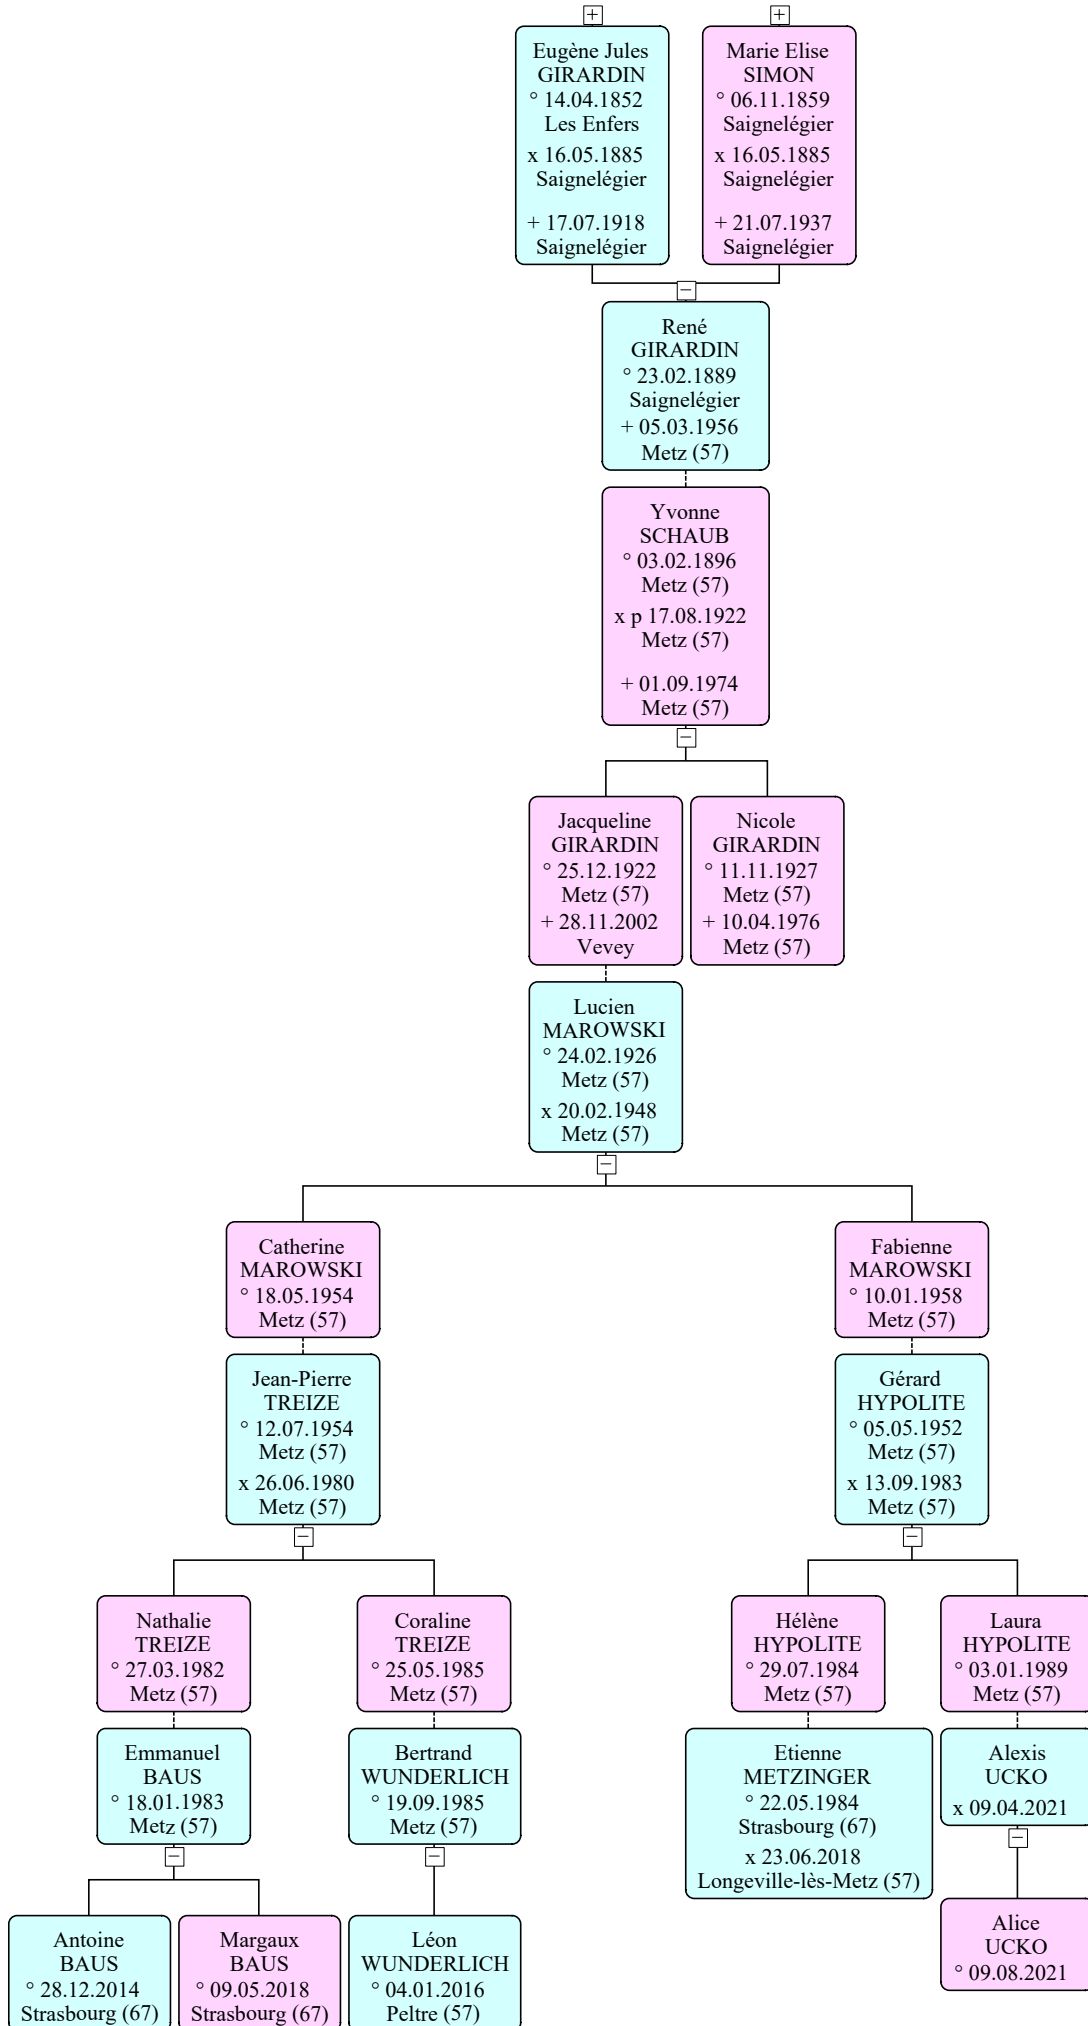 Eugène Jules
GIRARDIN
° 14.04.1852
Les Enfers
x 16.05.1885
Saignelégier
+ 17.07.1918
Saignelégier
Marie Elise
SIMON
° 06.11.1859
Saignelégier
x 16.05.1885
Saignelégier
+ 21.07.1937
Saignelégier
René
GIRARDIN
° 23.02.1889
Saignelégier
+ 05.03.1956
Metz (57)
Yvonne
SCHAUB
° 03.02.1896
Metz (57)
x p 17.08.1922
Metz (57)
+ 01.09.1974
Metz (57)
Jacqueline
GIRARDIN
° 25.12.1922
Metz (57)
+ 28.11.2002
Vevey
Nicole
GIRARDIN
° 11.11.1927
Metz (57)
+ 10.04.1976
Metz (57)
Lucien
MAROWSKI
° 24.02.1926
Metz (57)
x 20.02.1948
Metz (57)
Catherine
MAROWSKI
° 18.05.1954
Metz (57)
Fabienne
MAROWSKI
° 10.01.1958
Metz (57)
Jean-Pierre
TREIZE
° 12.07.1954
Metz (57)
x 26.06.1980
Metz (57)
Gérard
HYPOLITE
° 05.05.1952
Metz (57)
x 13.09.1983
Metz (57)
Nathalie
TREIZE
° 27.03.1982
Metz (57)
Coraline
TREIZE
° 25.05.1985
Metz (57)
Hélène
HYPOLITE
° 29.07.1984
Metz (57)
Laura
HYPOLITE
° 03.01.1989
Metz (57)
Emmanuel
BAUS
° 18.01.1983
Metz (57)
Bertrand
WUNDERLICH
° 19.09.1985
Metz (57)
Etienne
METZINGER
° 22.05.1984
Strasbourg (67)
x 23.06.2018
Longeville-lès-Metz (57)
Alexis
UCKO
x 09.04.2021
Antoine
BAUS
° 28.12.2014
Strasbourg (67)
Margaux
BAUS
° 09.05.2018
Strasbourg (67)
Léon
WUNDERLICH
° 04.01.2016
Peltre (57)
Alice
UCKO
° 09.08.2021